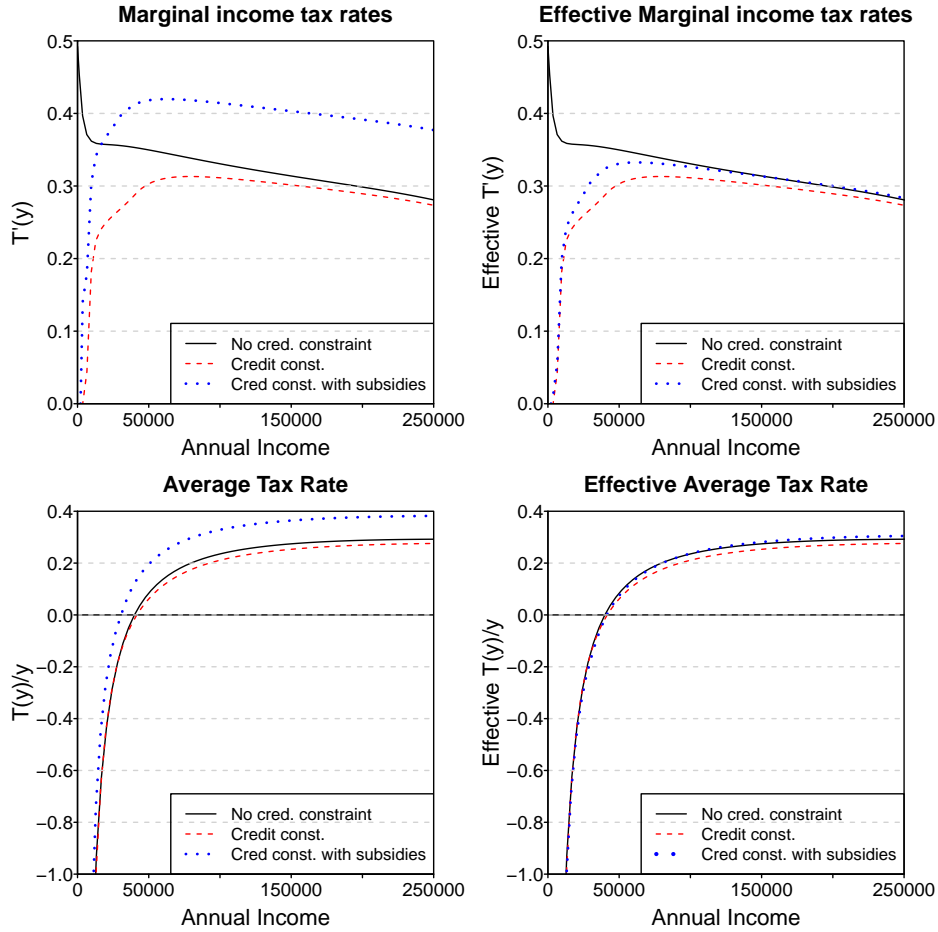 Marginal income tax rates
T'(y)
0.5
0.4
0.3
0.2
0.1
0.0
No cred. constraint
Credit const.
Cred const. with subsidies
0
50000
150000
250000
Annual Income
Effective Marginal income tax rates
Effective T'(y)
0.5
0.4
0.3
0.2
0.1
0.0
No cred. constraint
Credit const.
Cred const. with subsidies
0
50000
150000
250000
Annual Income
Average Tax Rate
T(y)/y
0.4
0.2
0.0
−0.2
−0.4
−0.6
−0.8
−1.0
No cred. constraint
Credit const.
Cred const. with subsidies
0
50000
150000
250000
Annual Income
Effective Average Tax Rate
Effective T(y)/y
0.4
0.2
0.0
−0.2
−0.4
−0.6
−0.8
−1.0
No cred. constraint
Credit const.
Cred const. with subsidies
0
50000
150000
250000
Annual Income